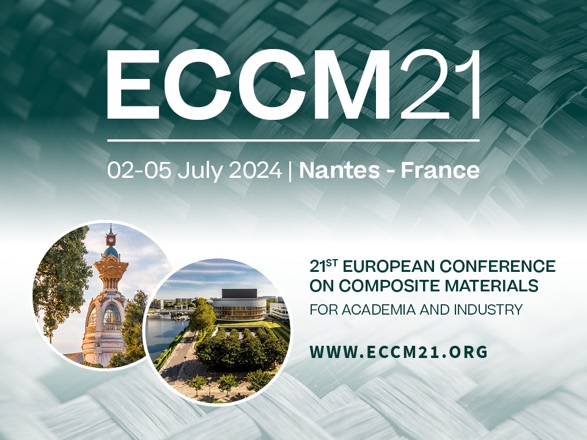 ECCM21
02-05 July 2024 | Nantes - France
21ST EUROPEAN CONFERENCE
ON COMPOSITE MATERIALS
FOR ACADEMIA AND INDUSTRY
WWW.ECCM21.ORG